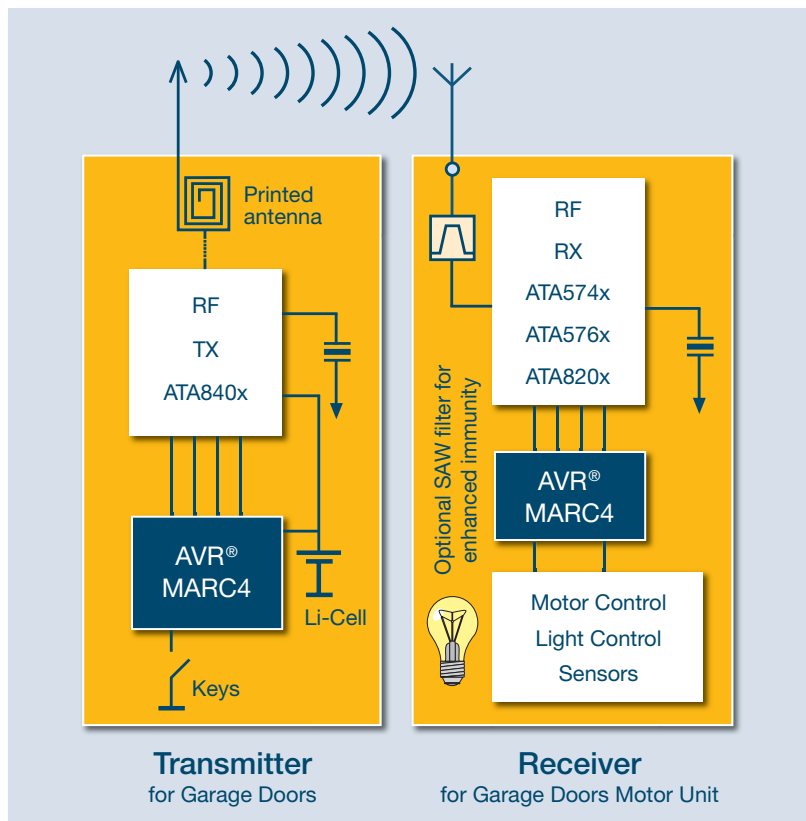 Printed
antenna
RF
TX
ATA840x
AVR®
MARC4
Li-Cell
Keys
Transmitter
for Garage Doors
RF
RX
ATA574x
ATA576x
ATA820x
Optional SAW filter for
enhanced immunity
AVR®
MARC4
Motor Control
Light Control
Sensors
Receiver
for Garage Doors Motor Unit